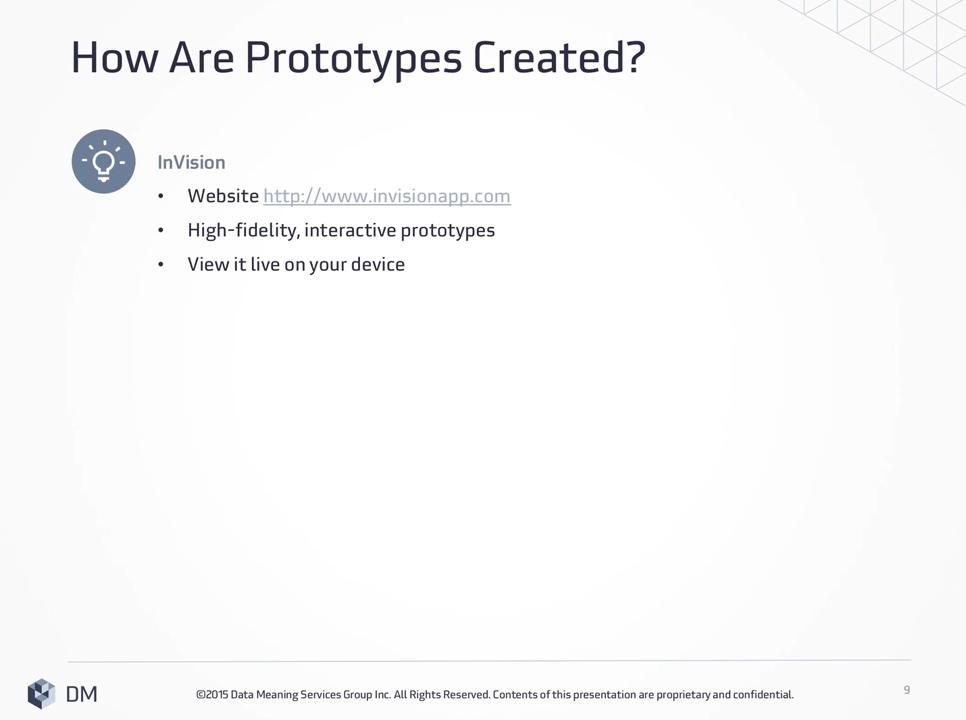 How Are Prototypes Created?
InVision
• Website http://www.invisionapp.com
• High-fidelity, interactive prototypes
• View it live on your device
DM
©2015 Data Meaning Services Group Inc. All Rights Reserved. Contents of this presentation are proprietary and confidential.
9